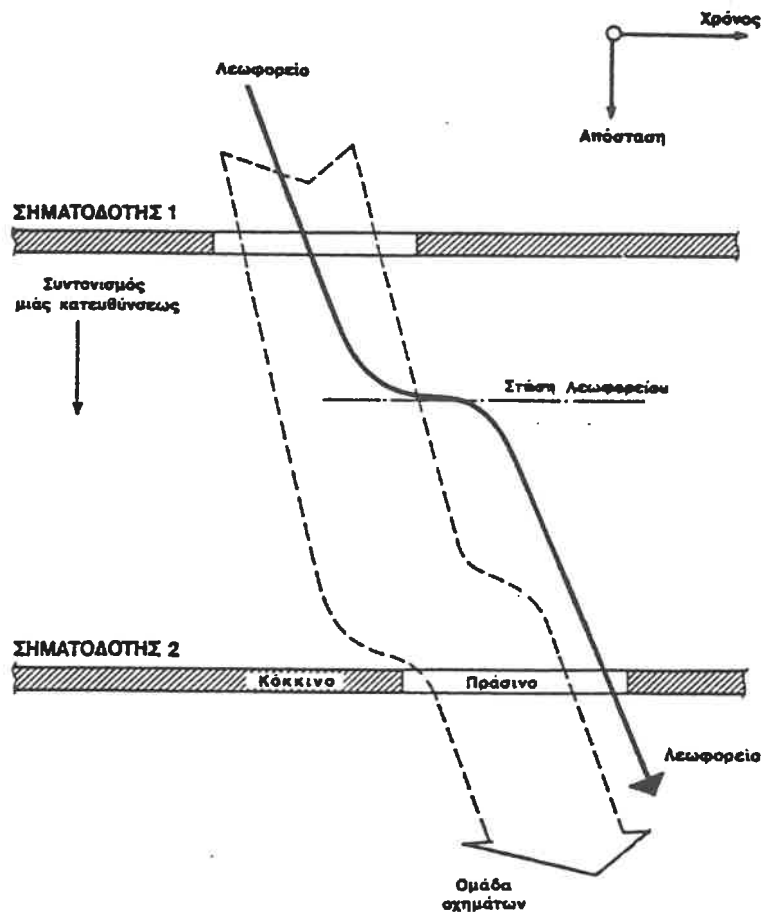 Χρόνος
Λεωφορείο
Απόσταση
ΣΗΜΑΤΟΔΟΤΗΣ 1
Συντονισμός
μιάς κατευθύνσεως
Στάση Λεωφορείου
ΣΗΜΑΤΟΔΟΤΗΣ 2
Κόκκινο
Πράσινο
Λεωφορείο
Ομάδα
οχημάτων